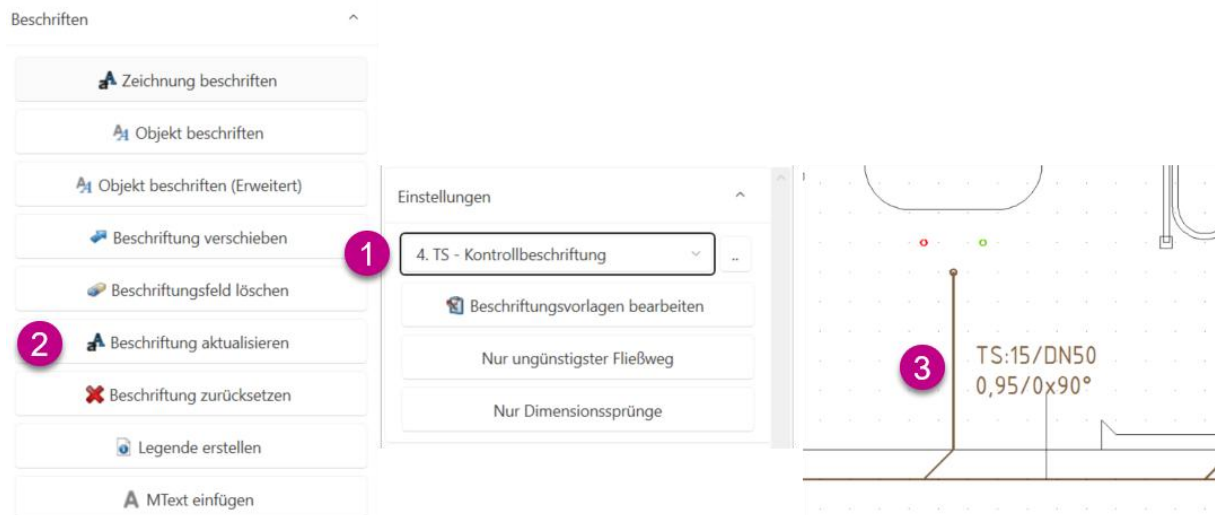 Beschriften
Zeichnung beschriften
Objekt beschriften
Objekt beschriften (Erweitert)
Beschriftung verschieben
Beschriftungsfeld löschen
2
Beschriftung aktualisieren
Beschriftung zurücksetzen
Legende erstellen
MText einfügen
Einstellungen
1
4. TS - Kontrollbeschriftung
..
Beschriftungsvorlagen bearbeiten
Nur ungünstigster Fließweg
Nur Dimensionssprünge
3
TS:15/DN50
0,95/0x90°